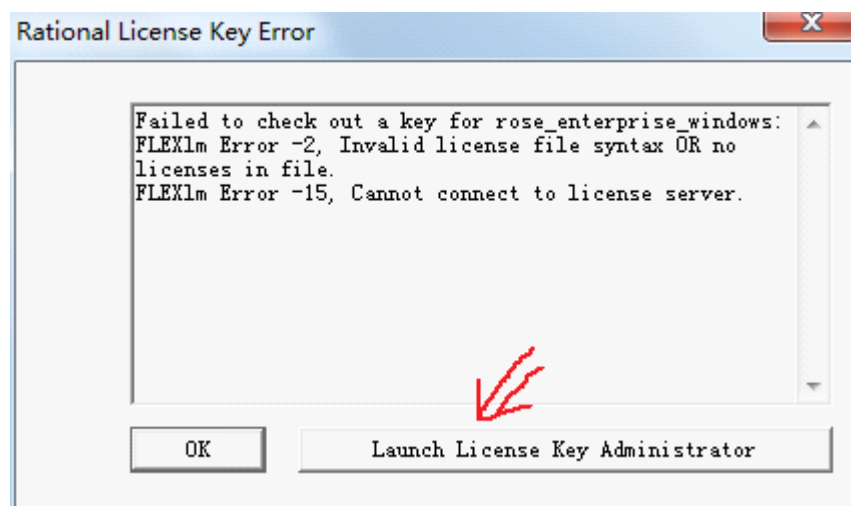 Rational License Key Error
Failed to check out a key for rose_enterprise_windows:
FLEXlm Error -2, Invalid license file syntax OR no
licenses in file.
FLEXlm Error -15, Cannot connect to license server.
OK
Launch License Key Administrator